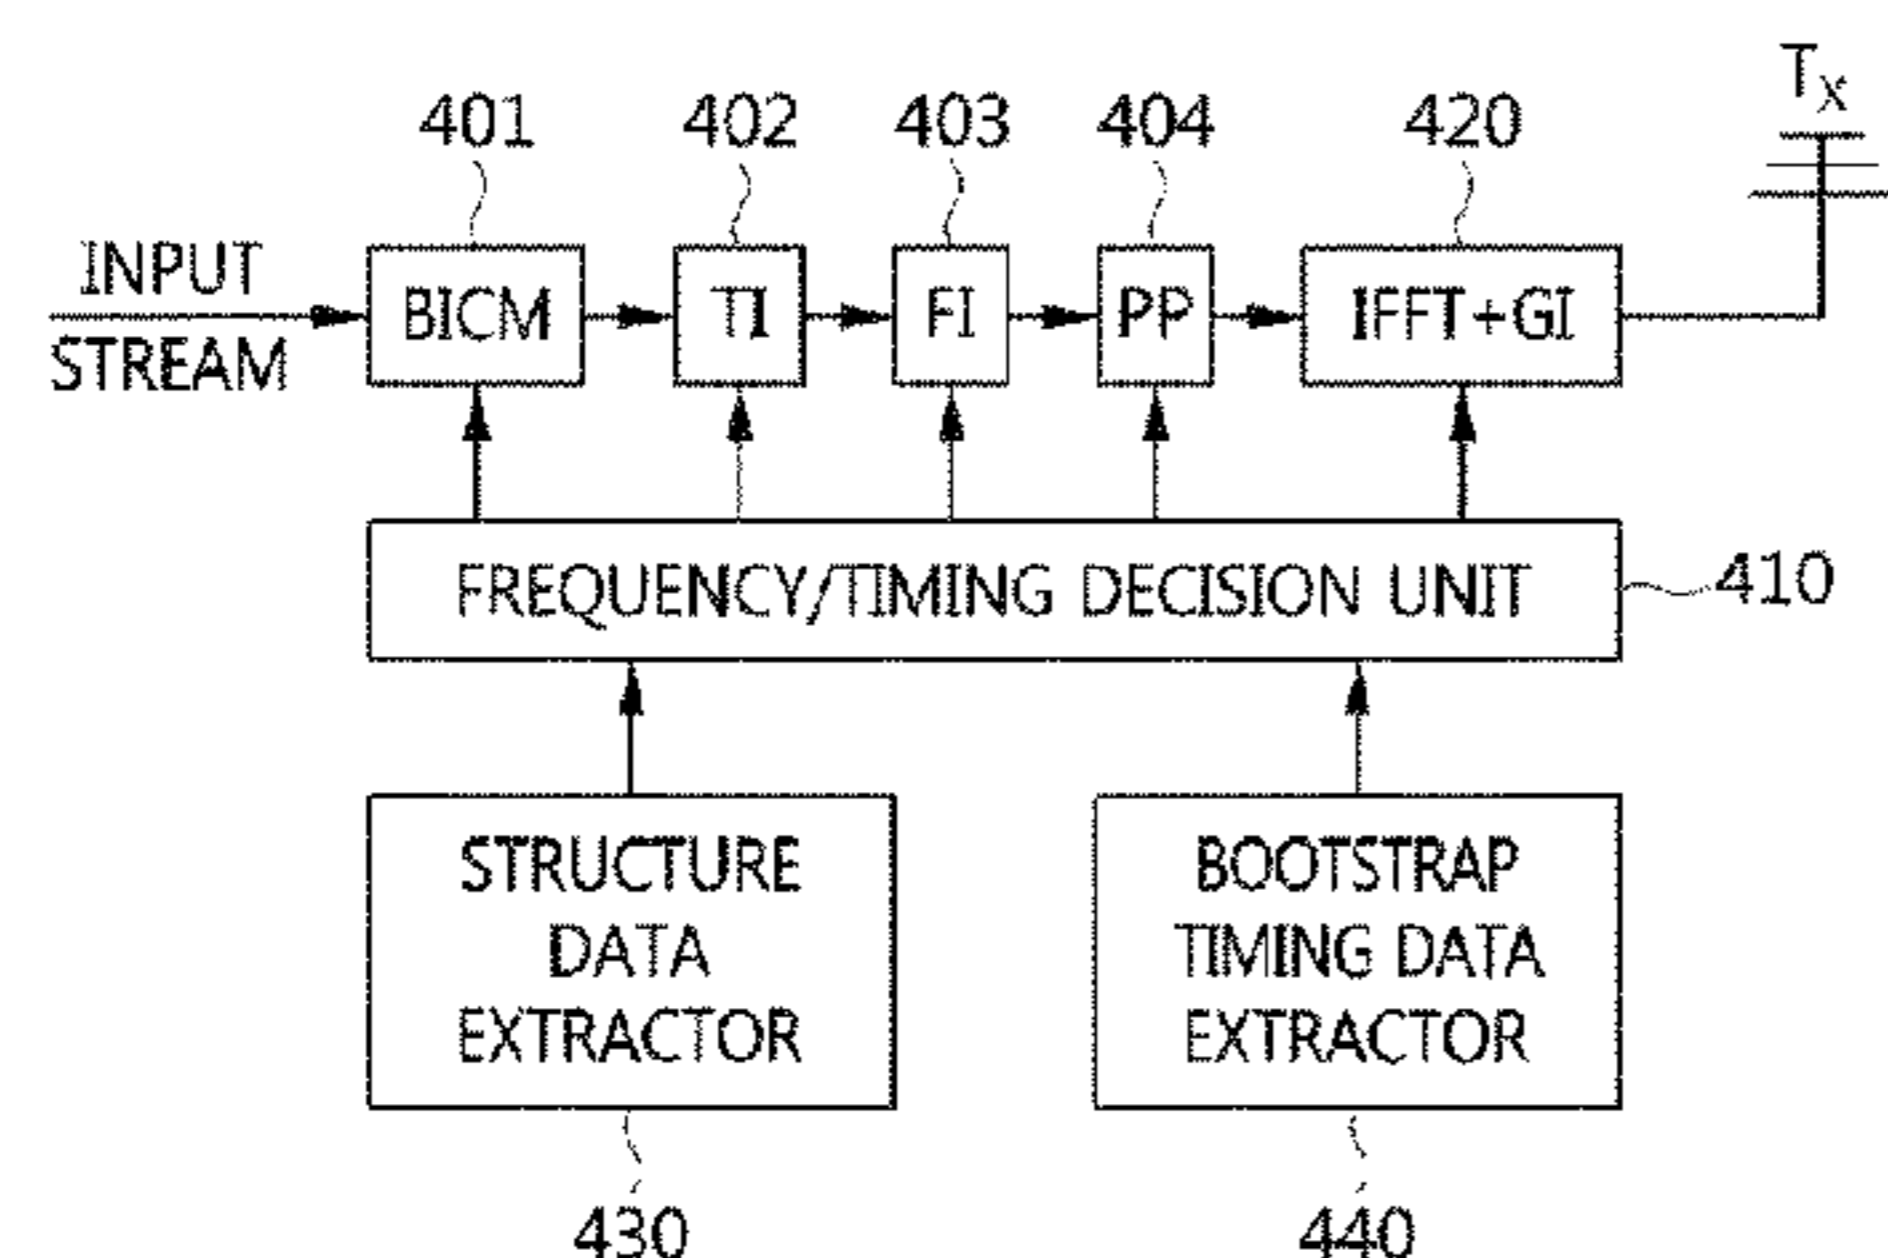 Tx
401 402 403 404 420
INPUT
STREAM
BICM TI FI PP IFFT+GI
FREQUENCY/TIMING DECISION UNIT
410
STRUCTURE
DATA
EXTRACTOR
BOOTSTRAP
TIMING DATA
EXTRACTOR
430 440